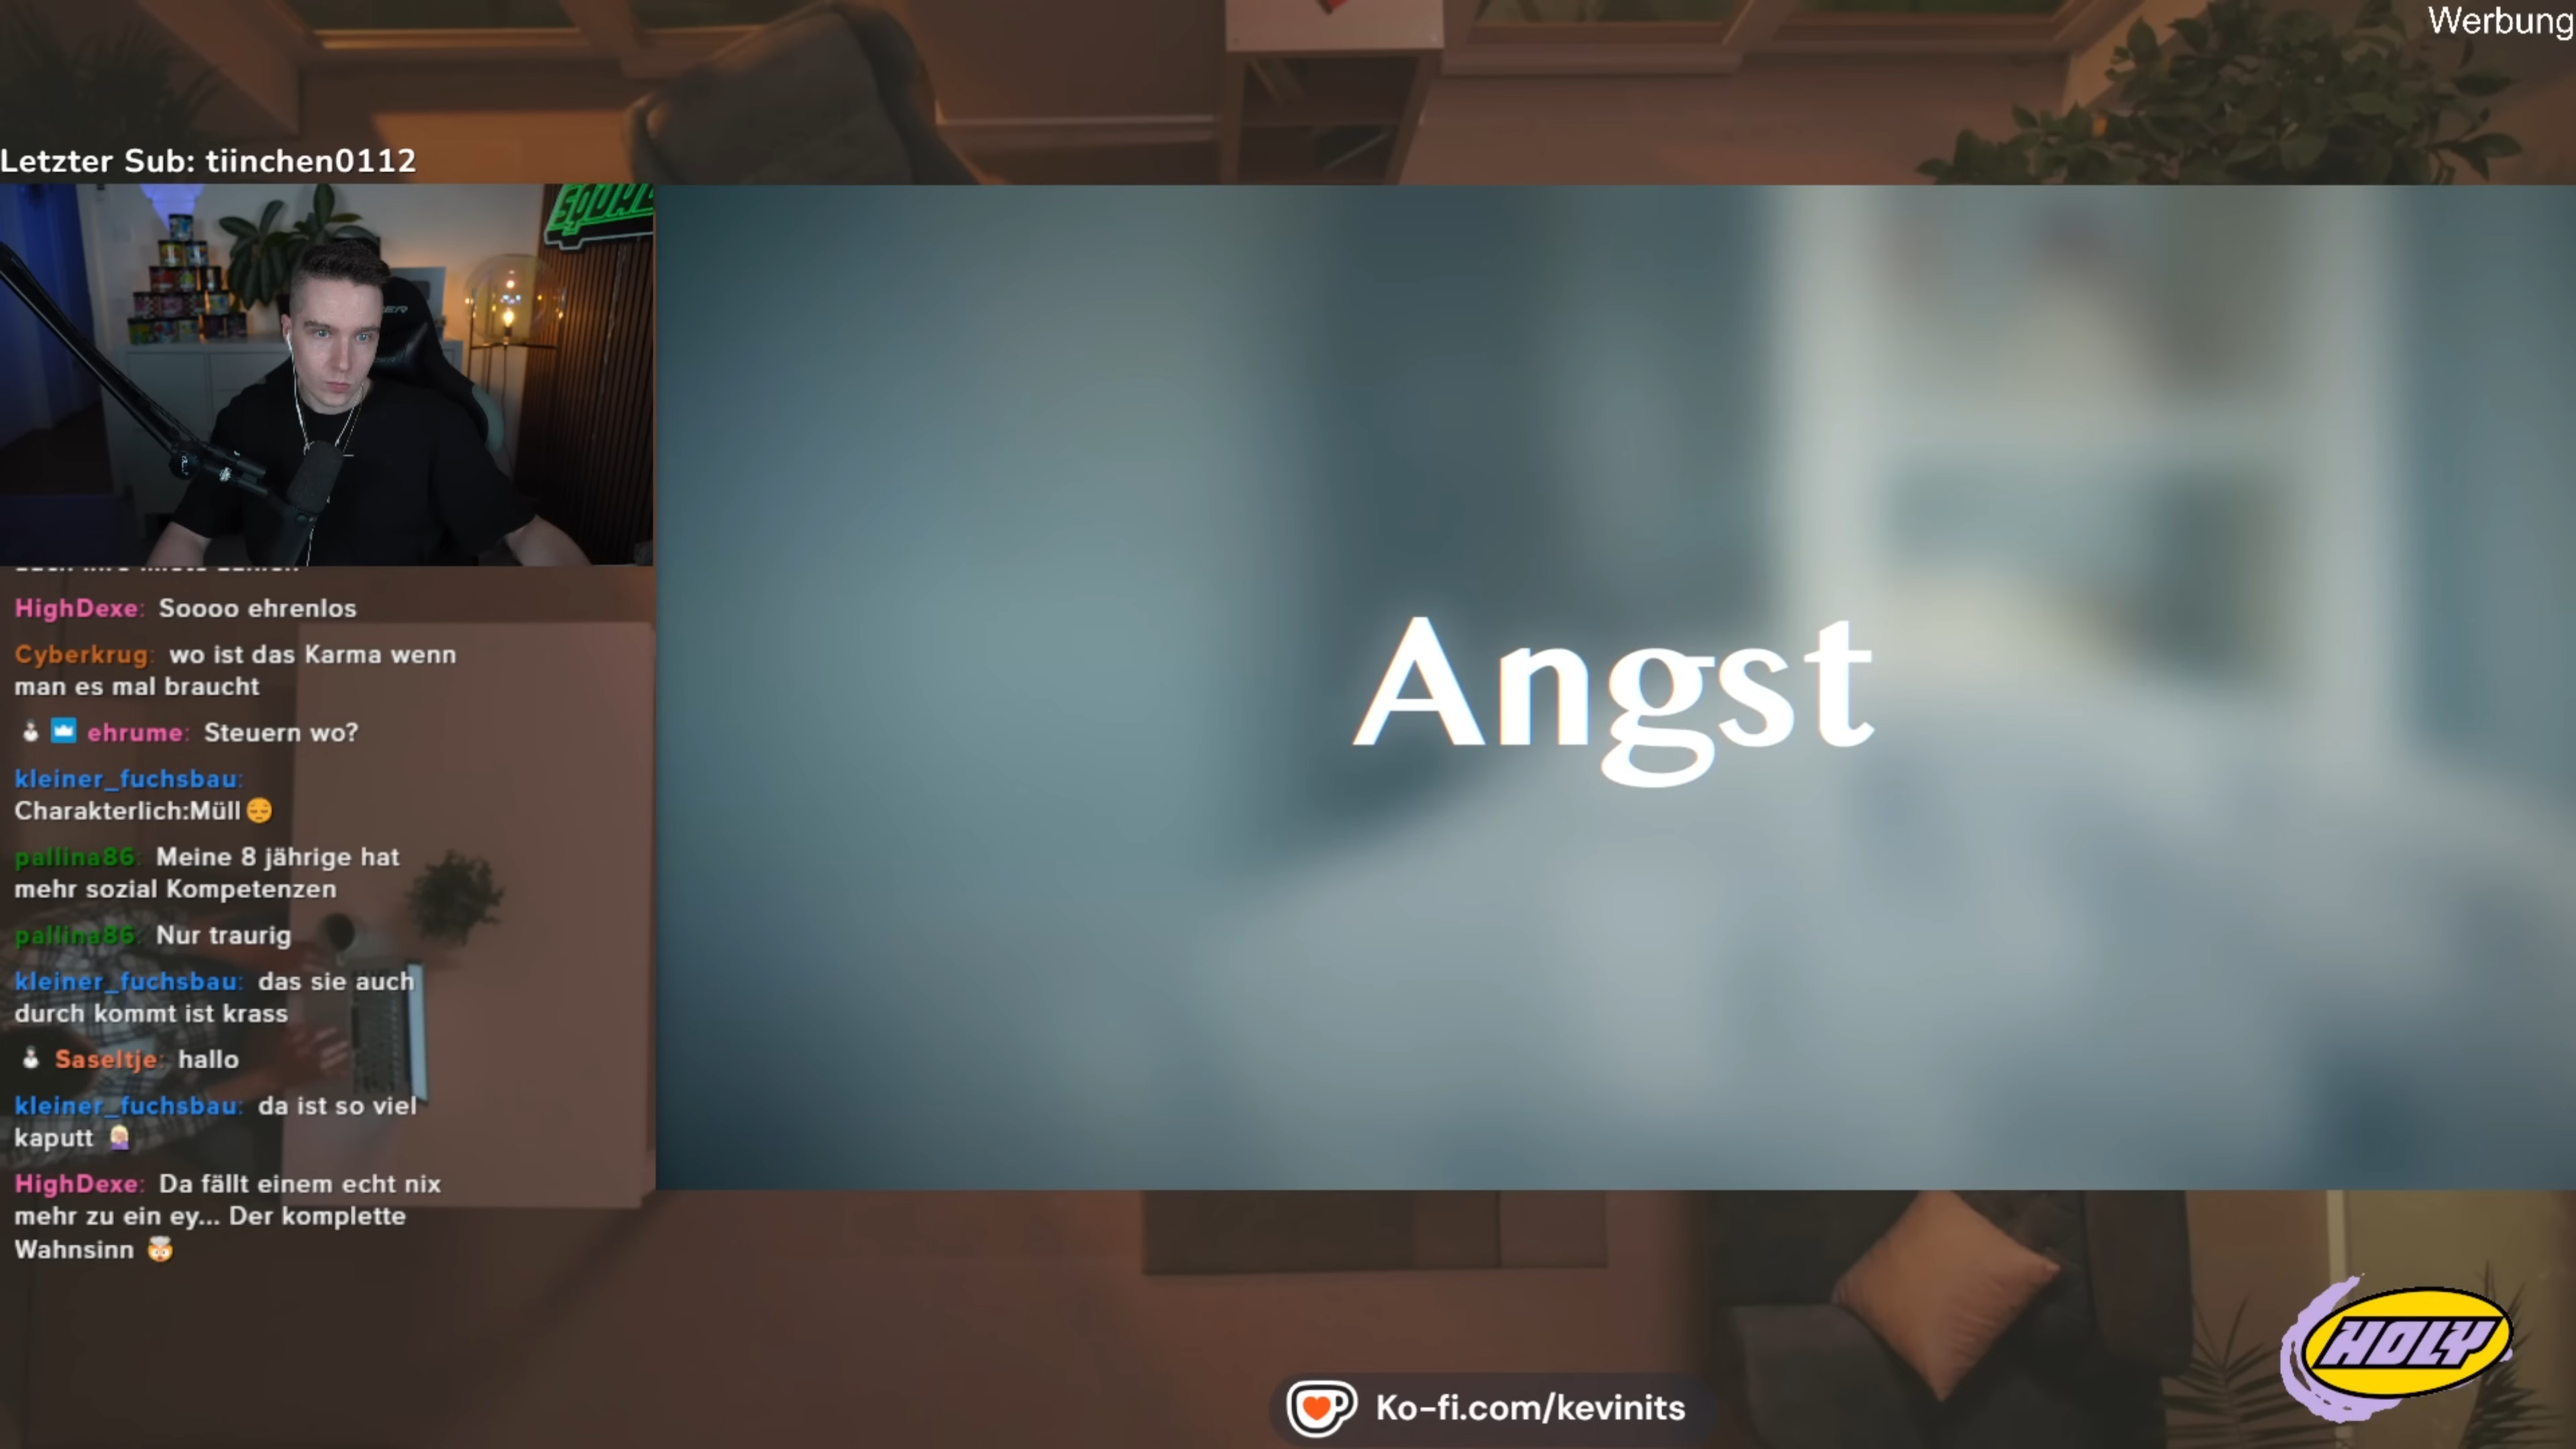 Werbung
Letzter Sub: tiinchen0112
HighDexe: Soooo ehrenlos
Cyberkrug: wo ist das Karma wenn
man es mal braucht
ehrume: Steuern wo?
kleiner_fuchsbau:
Charakterlich:Müll😔
pallina86: Meine 8 jährige hat
mehr sozial Kompetenzen
pallina86: Nur traurig
kleiner_fuchsbau: das sie auch
durch kommt ist krass
Saseltje: hallo
kleiner_fuchsbau: da ist so viel
kaputt
HighDexe: Da fällt einem echt nix
mehr zu ein ey... Der komplette
Wahnsinn 🤯
Angst
Ko-fi.com/kevinits
HOLY